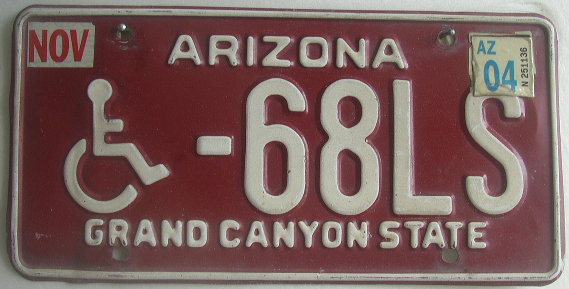 NOV
ARIZONA
AZ
04
N 251136
-68LS
GRAND CANYON STATE